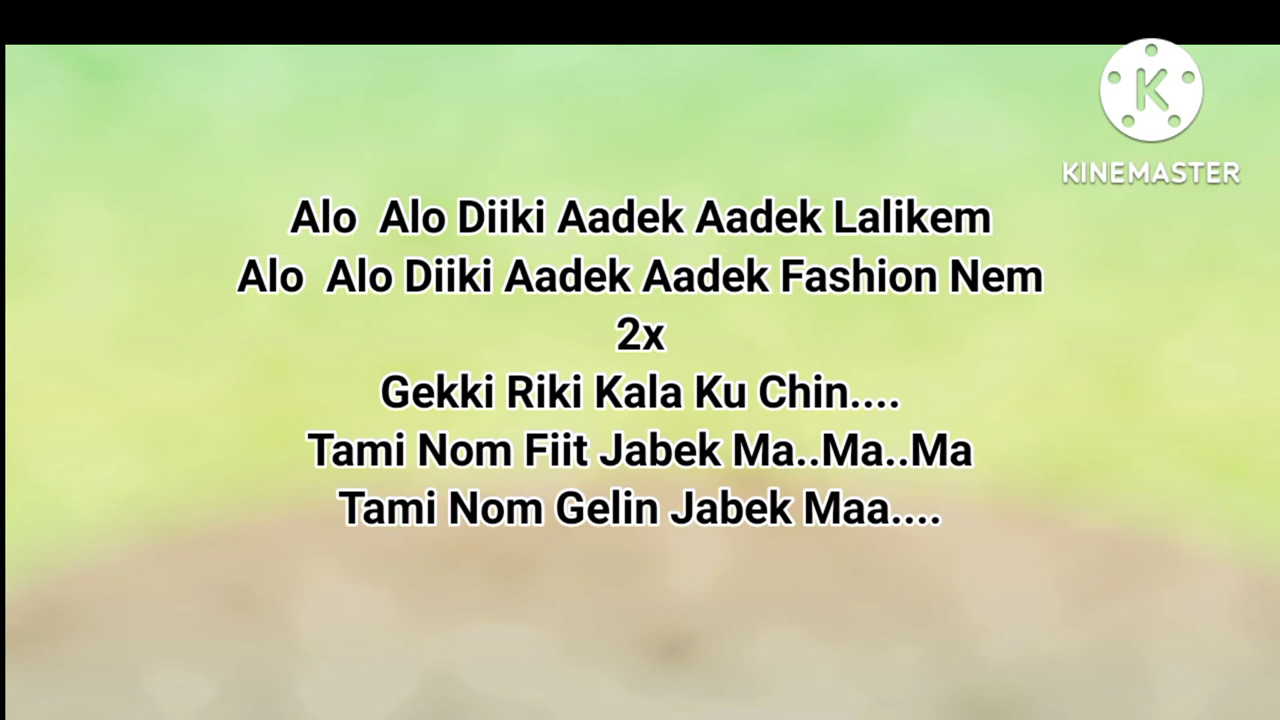 KINEMASTER
Alo Alo Diiki Aadek Aadek Lalikem
Alo Alo Diiki Aadek Aadek Fashion Nem
2x
Gekki Riki Kala Ku Chin....
Tami Nom Fiit Jabek Ma..Ma..Ma
Tami Nom Gelin Jabek Maa....